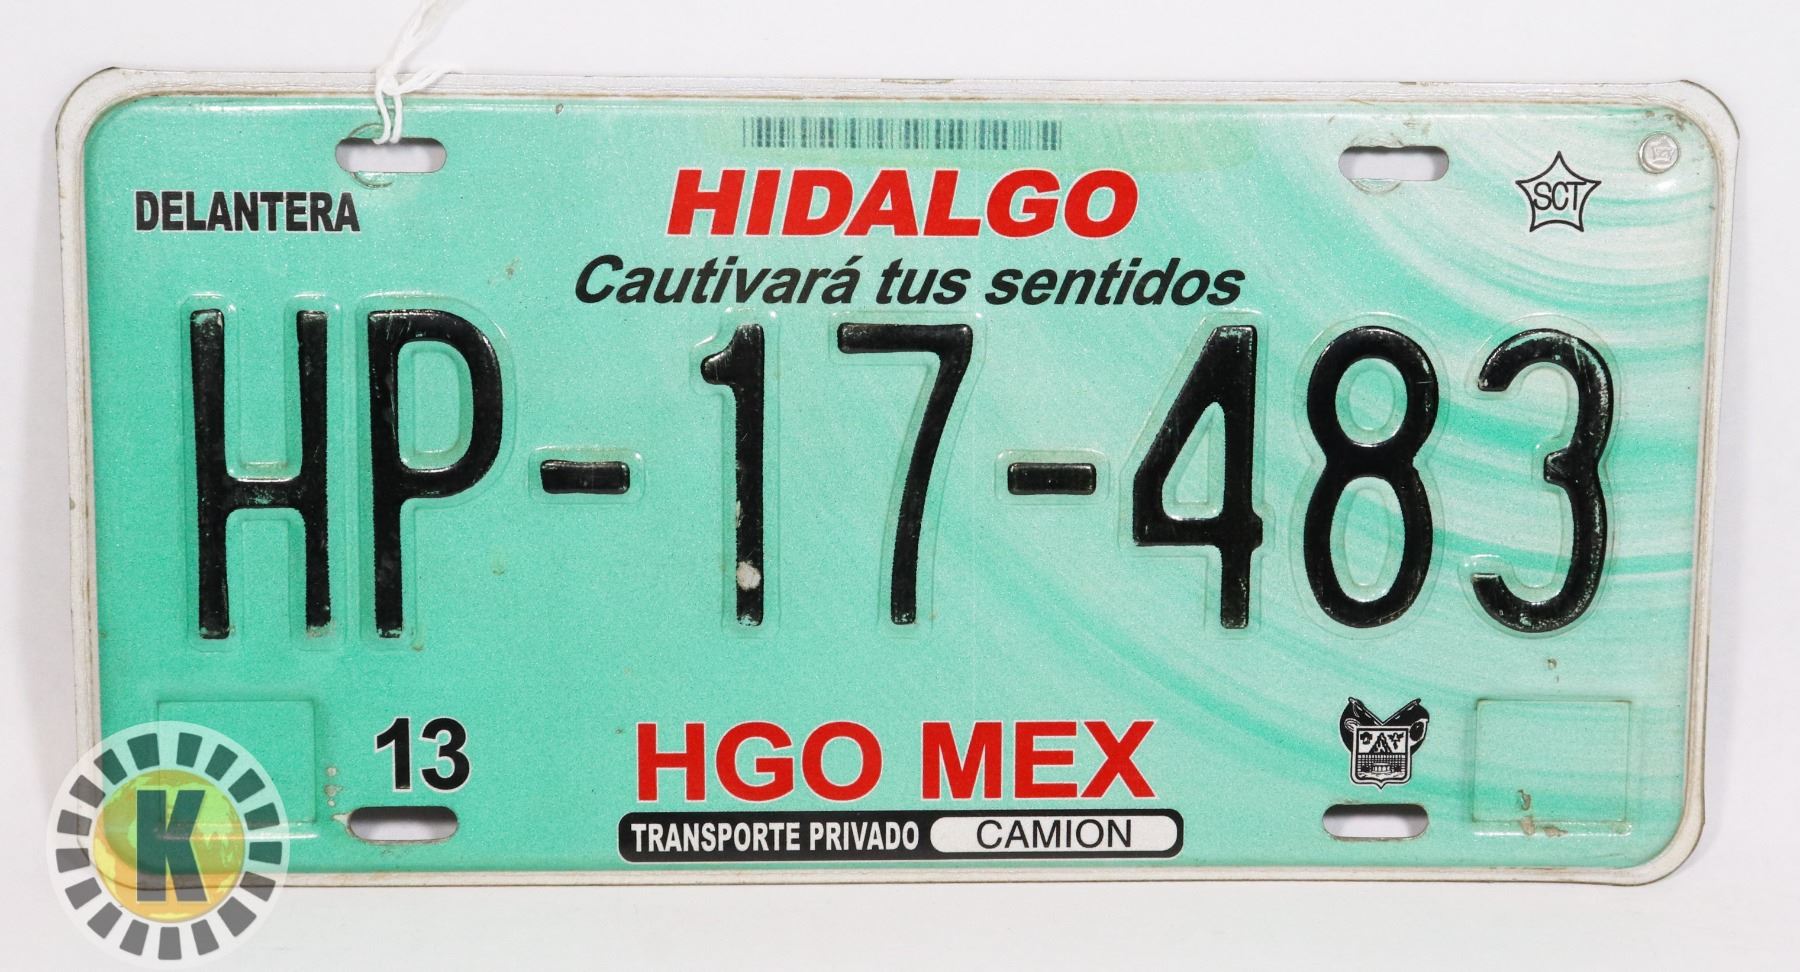 HIDALGO
DELANTERA
SCT
Cautivará tus sentidos
HP-17-483
13
HGO MEX
TRANSPORTE PRIVADO CAMION
K